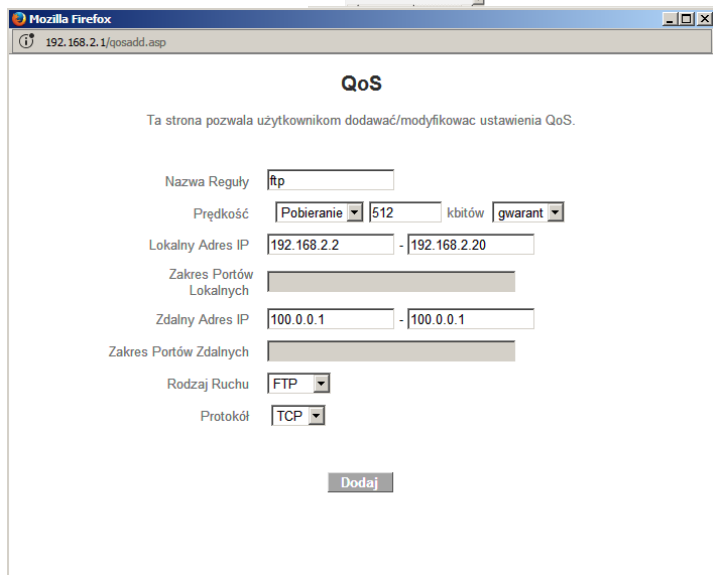 Mozilla Firefox
192.168.2.1/qosadd.asp
QoS
Ta strona pozwala użytkownikom dodawać/modyfikowac ustawienia QoS.
Nazwa Reguły ftp
Prędkość Pobieranie 512 kbitów gwarant
Lokalny Adres IP 192.168.2.2 - 192.168.2.20
Zakres Portów
Lokalnych
Zdalny Adres IP 100.0.0.1 - 100.0.0.1
Zakres Portów Zdalnych
Rodzaj Ruchu FTP
Protokół TCP
Dodaj